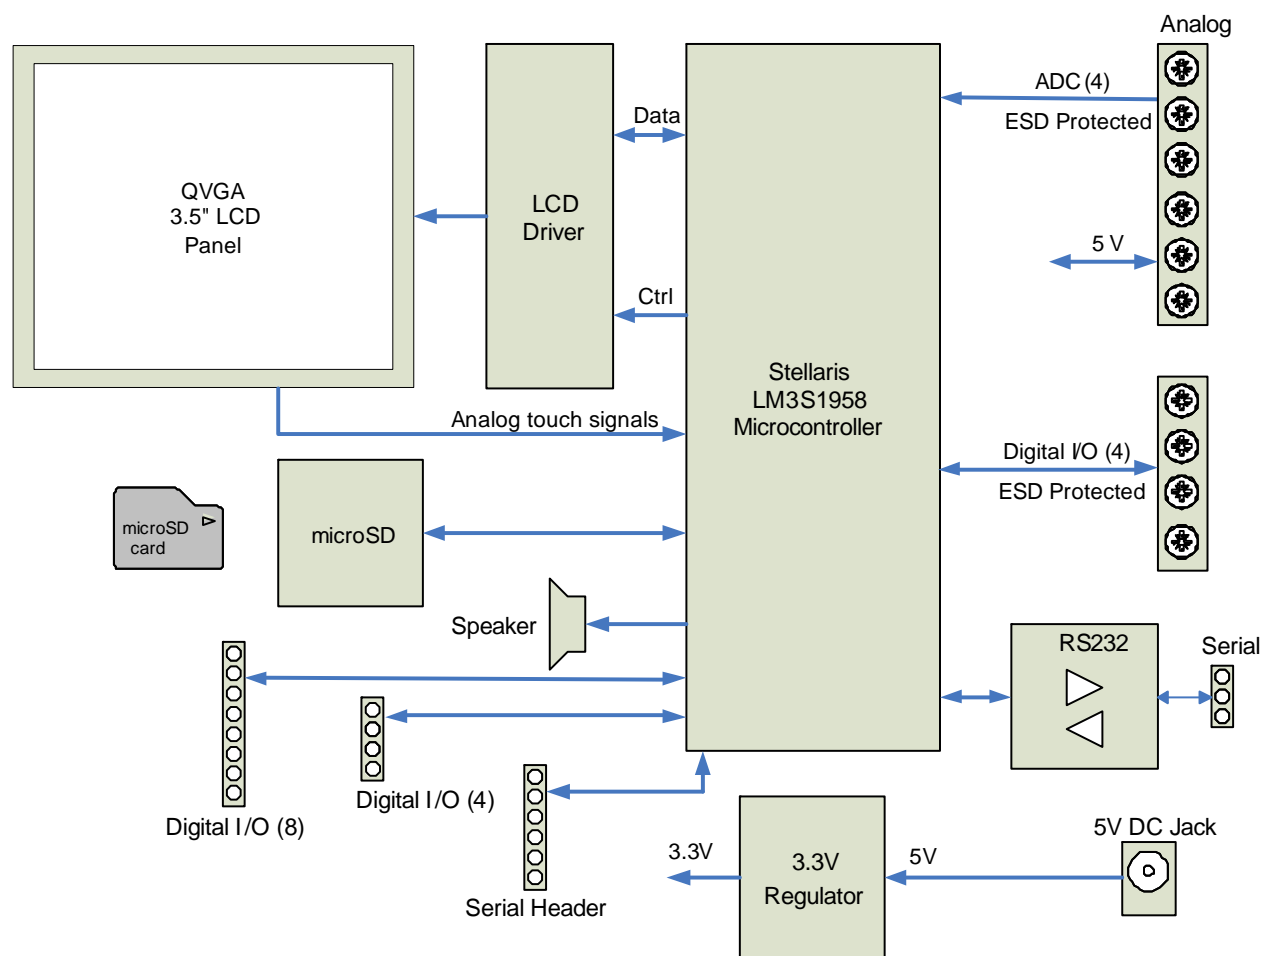 Analog
ADC (4)
ESD Protected
Data
QVGA
3.5" LCD
Panel
LCD
Driver
5 V
Ctrl
Stellaris
LM3S1958
Microcontroller
Analog touch signals
Digital I/O (4)
ESD Protected
microSD
card
microSD
Speaker
RS232
Serial
Digital I/O (4)
Digital I/O (8)
5V DC Jack
3.3V
3.3V
Regulator
5V
Serial Header